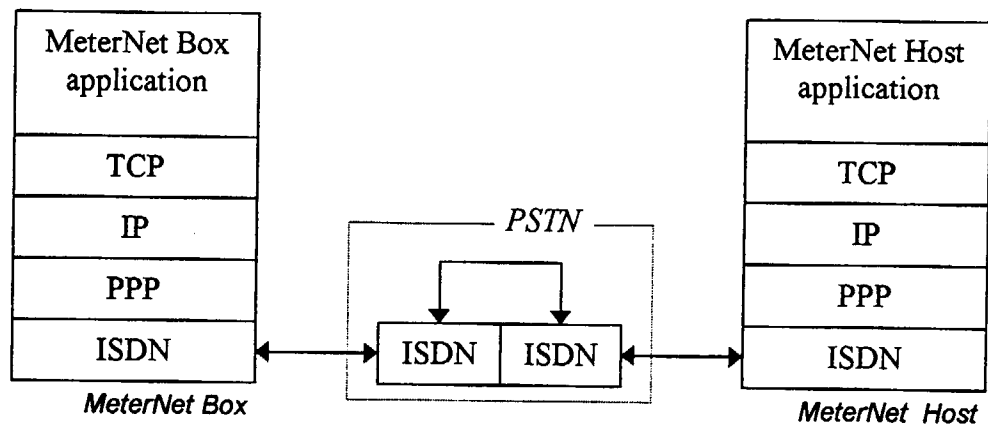 MeterNet Box
application
TCP
IP
PPP
ISDN
MeterNet Box
PSTN
ISDN ISDN
MeterNet Host
application
TCP
IP
PPP
ISDN
MeterNet Host